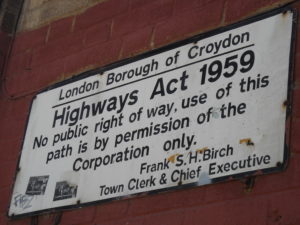 London Borough of Croydon
Highways Act 1959
No public right of way, use of this
path is by permission of the
Corporation only.
Frank S.H. Birch
Town Clerk & Chief Executive